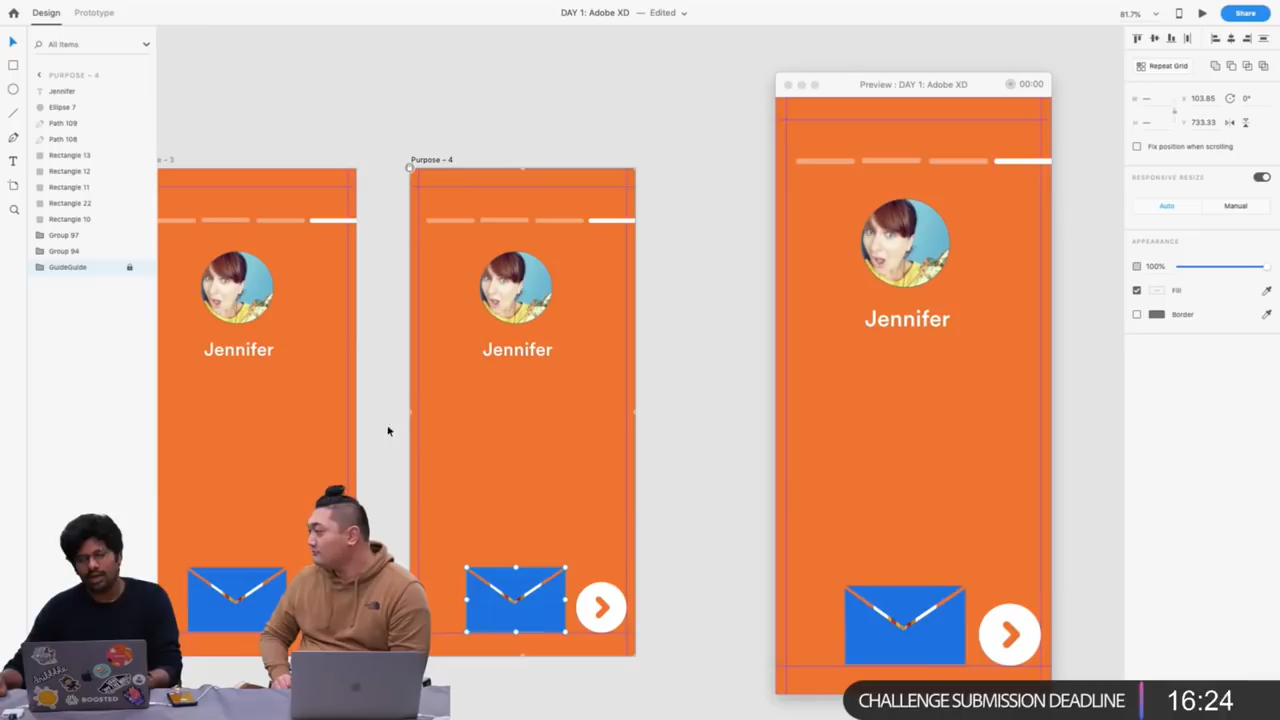 Design
Prototype
DAY 1: Adobe XD — Edited
81.7%
Share
All Items
PURPOSE – 4
Jennifer
Ellipse 7
Path 109
Path 108
Rectangle 13
Rectangle 12
Rectangle 11
Rectangle 22
Rectangle 10
Group 97
Group 94
GuideGuide
e – 3
Jennifer
Purpose – 4
Jennifer
Preview : DAY 1: Adobe XD
00:00
Jennifer
Repeat Grid
W —
X 103.85
0°
H —
Y 733.33
Fix position when scrolling
RESPONSIVE RESIZE
Auto
Manual
APPEARANCE
100%
Fill
Border
dribbble
BOOSTED
CHALLENGE SUBMISSION DEADLINE
16:24